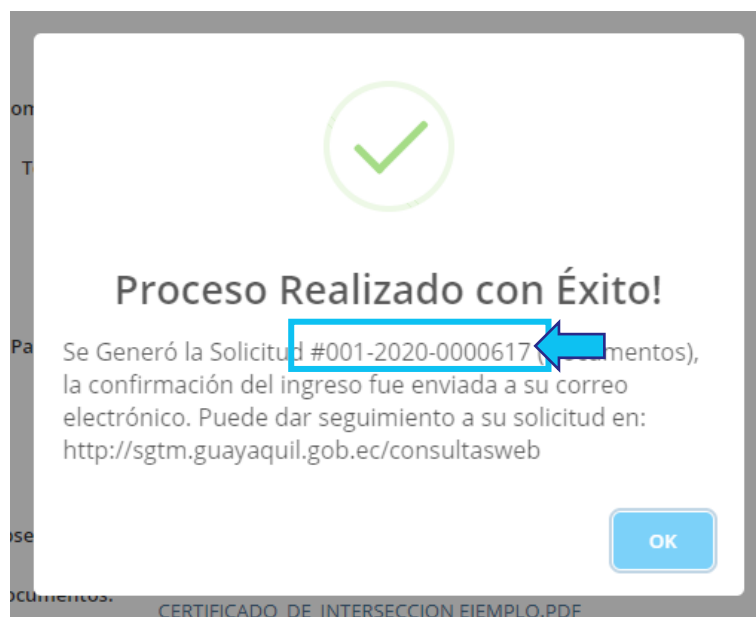 Proceso Realizado con Éxito!
Se Generó la Solicitud #001-2020-0000617
la confirmación del ingreso fue enviada a su correo
electrónico. Puede dar seguimiento a su solicitud en:
http://sgtm.guayaquil.gob.ec/consultasweb
OK
CERTIFICADO_DE_INTERSECCION_EJEMPLO.PDF